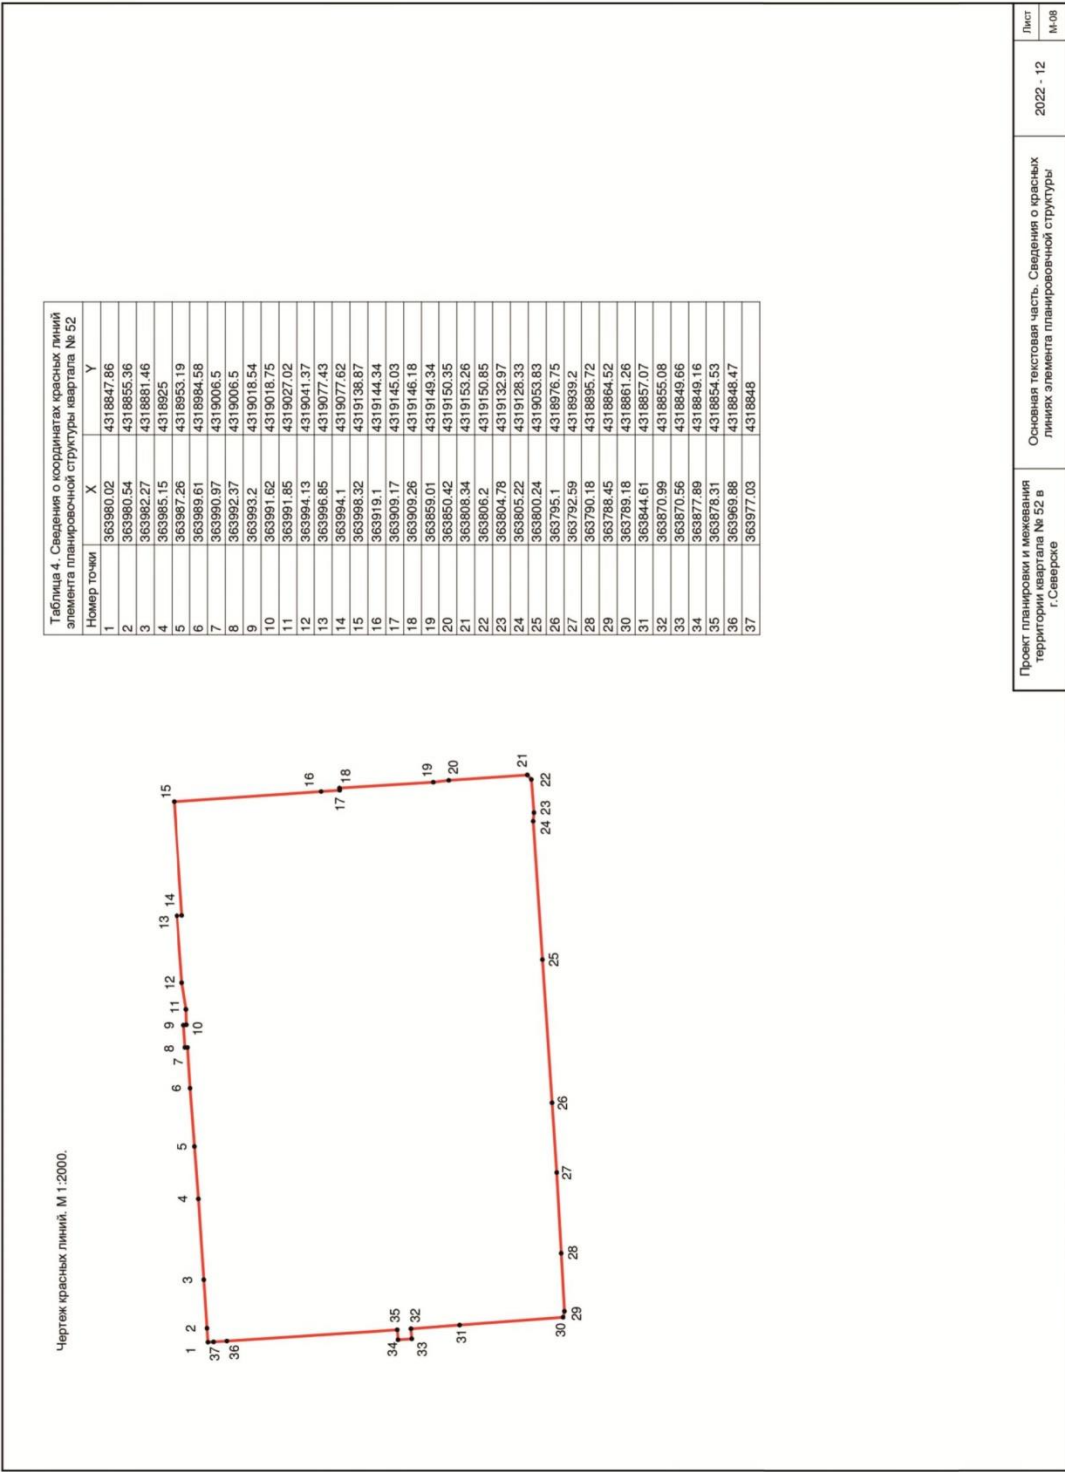 Чертеж красных линий. М 1:2000.
1
2
3
4
5
6
7
8
9
10
11
12
13
14
15
16
17
18
19
20
21
22
23
24
25
26
27
28
29
30
31
32
33
34
35
36
37
Таблица 4. Сведения о координатах красных линий
элемента планировочной структуры квартала № 52
Номер точки X Y
1 363980.02 4318847.86
2 363980.54 4318855.36
3 363982.27 4318881.46
4 363985.15 4318925
5 363987.26 4318953.19
6 363989.61 4318984.58
7 363990.97 4319006.5
8 363992.37 4319006.5
9 363993.2 4319018.54
10 363991.62 4319018.75
11 363991.85 4319027.02
12 363994.13 4319041.37
13 363996.85 4319077.43
14 363994.1 4319077.62
15 363998.32 4319138.87
16 363919.1 4319144.34
17 363909.17 4319145.03
18 363909.26 4319146.18
19 363859.01 4319149.34
20 363850.42 4319150.35
21 363808.34 4319153.26
22 363806.2 4319150.85
23 363804.78 4319132.97
24 363805.22 4319128.33
25 363800.24 4319053.83
26 363795.1 4318976.75
27 363792.59 4318939.2
28 363790.18 4318895.72
29 363788.45 4318864.52
30 363789.18 4318861.26
31 363844.61 4318857.07
32 363870.99 4318855.08
33 363870.56 4318849.66
34 363877.89 4318849.16
35 363878.31 4318854.53
36 363969.88 4318848.47
37 363977.03 4318848
Проект планировки и межевания
территории квартала № 52 в
г.Северске
Основная текстовая часть. Сведения о красных
линиях элемента планировочной структуры
2022 - 12
Лист
М-08